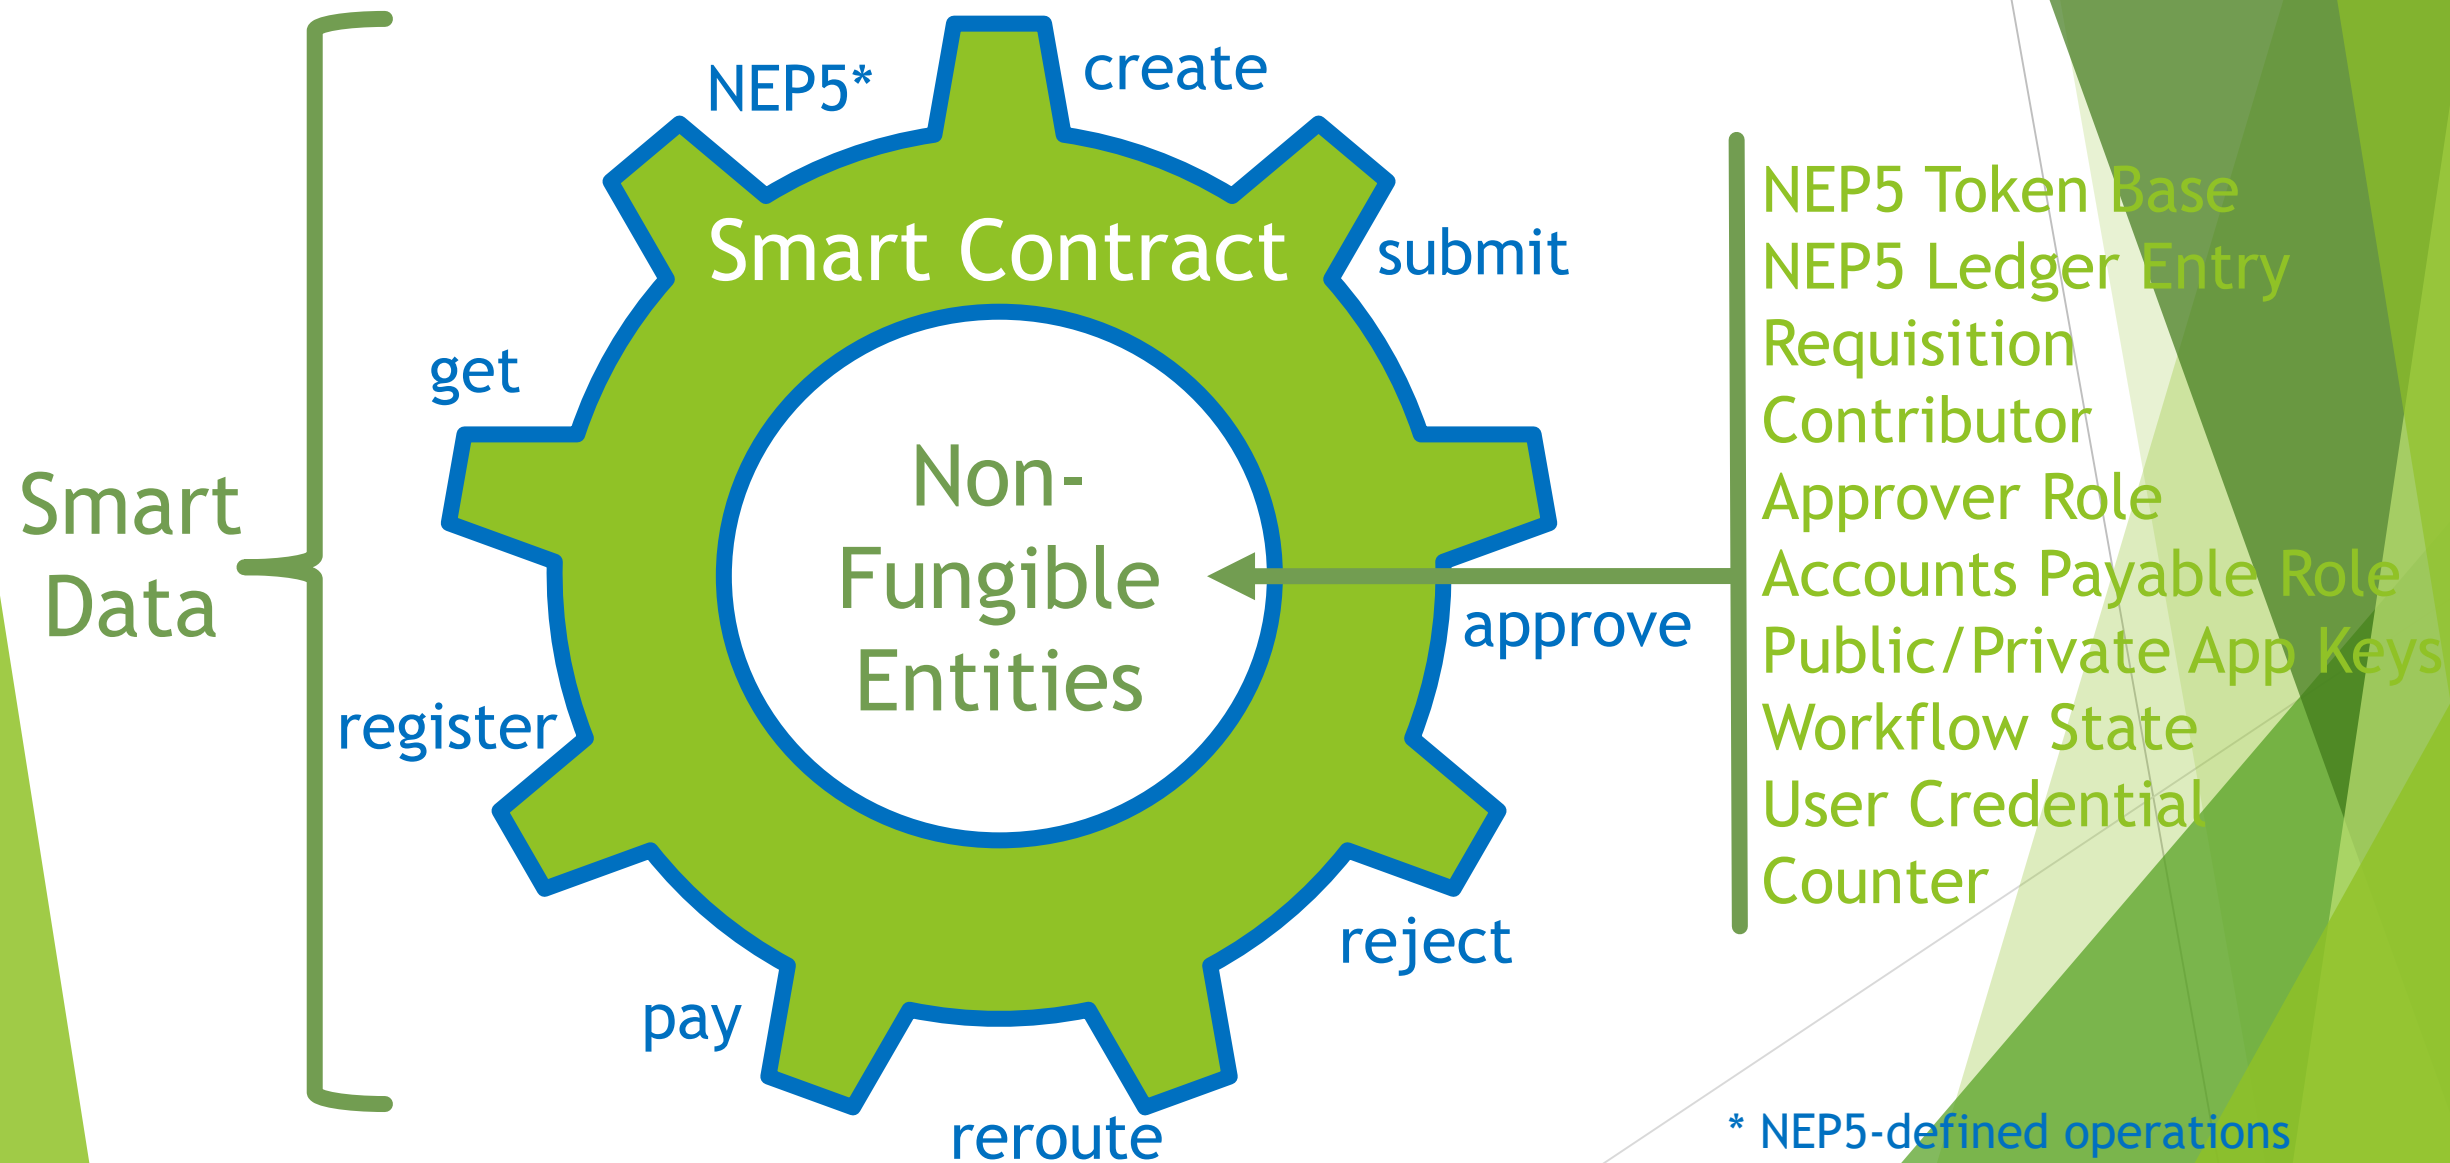 NEP5*
create
Smart Contract
submit
get
Smart
Data
Non-
Fungible
Entities
approve
register
reject
pay
reroute
NEP5 Token Base
NEP5 Ledger Entry
Requisition
Contributor
Approver Role
Accounts Payable Role
Public/Private App Keys
Workflow State
User Credential
Counter
* NEP5-defined operations